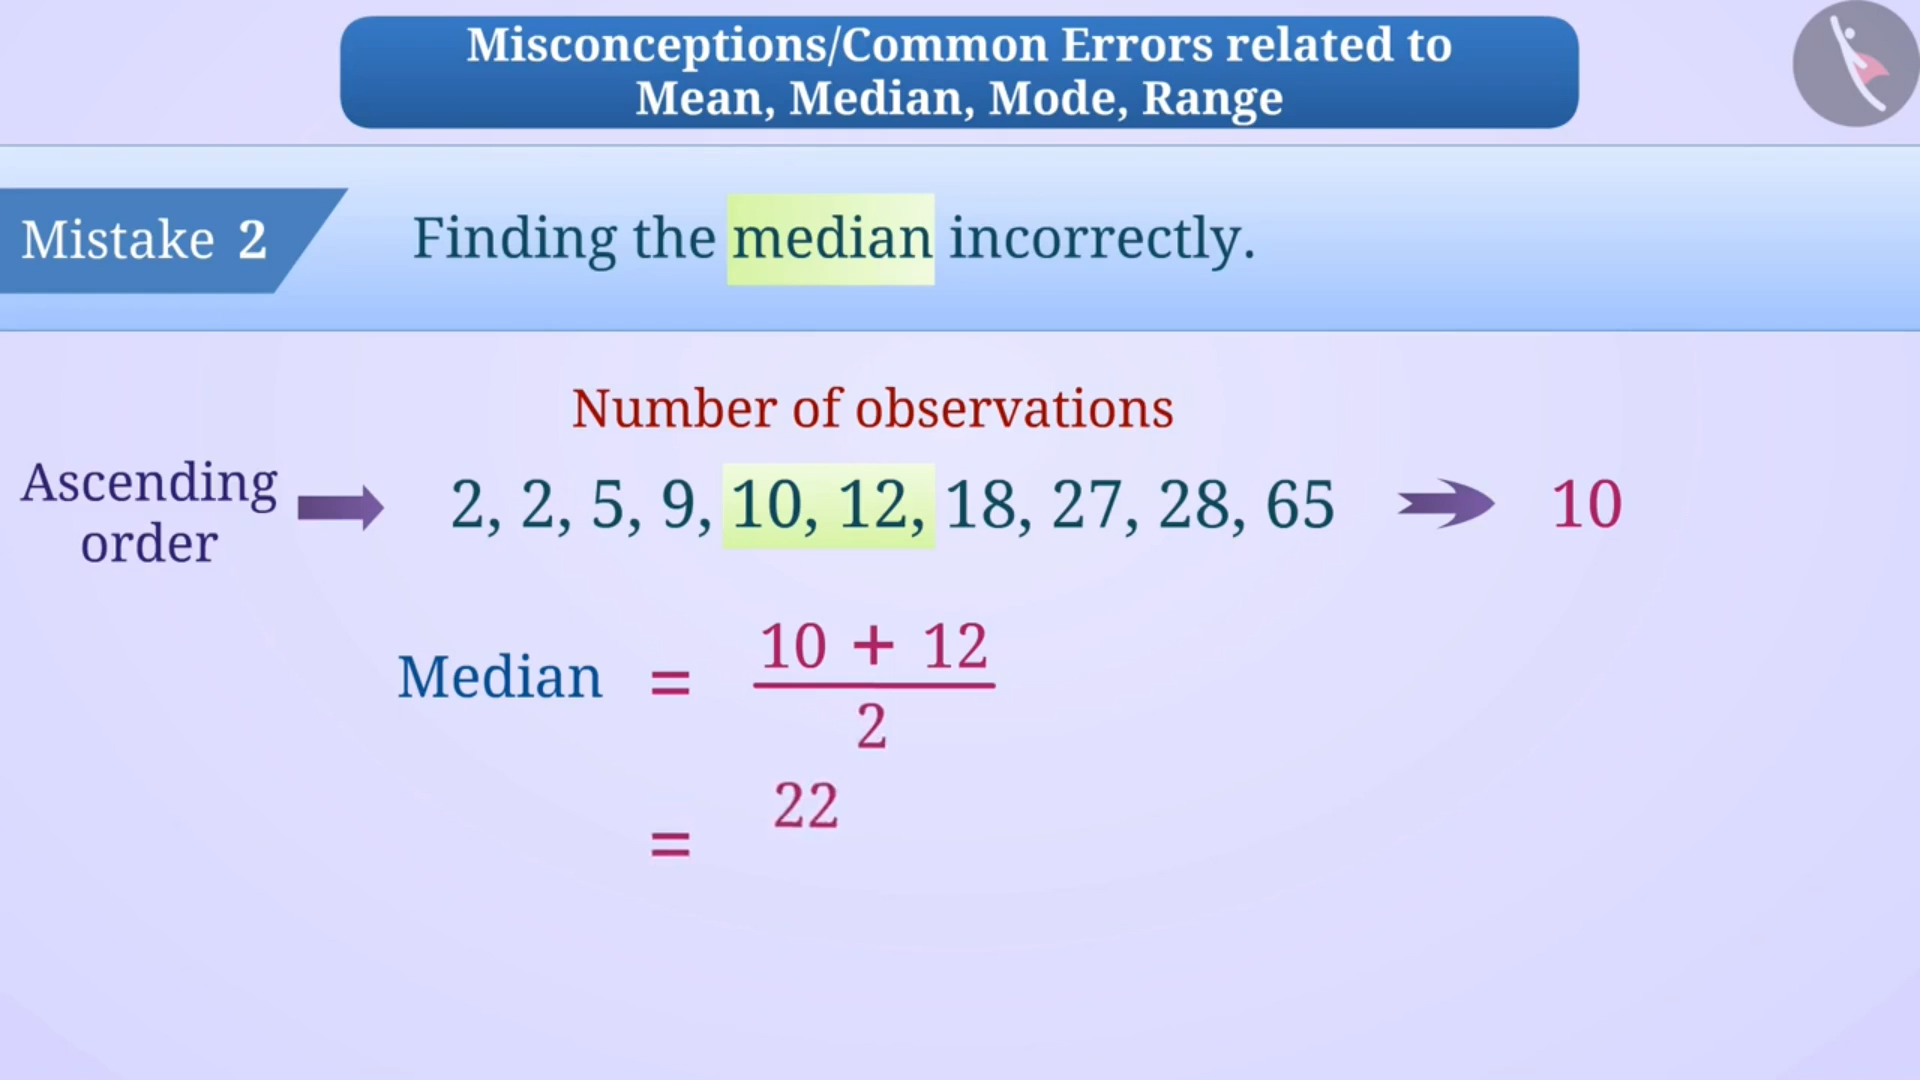 Misconceptions/Common Errors related to
Mean, Median, Mode, Range
Mistake 2
Finding the median incorrectly.
Number of observations
Ascending
order
2, 2, 5, 9, 10, 12, 18, 27, 28, 65
10
Median = 10 + 12
2
= 22